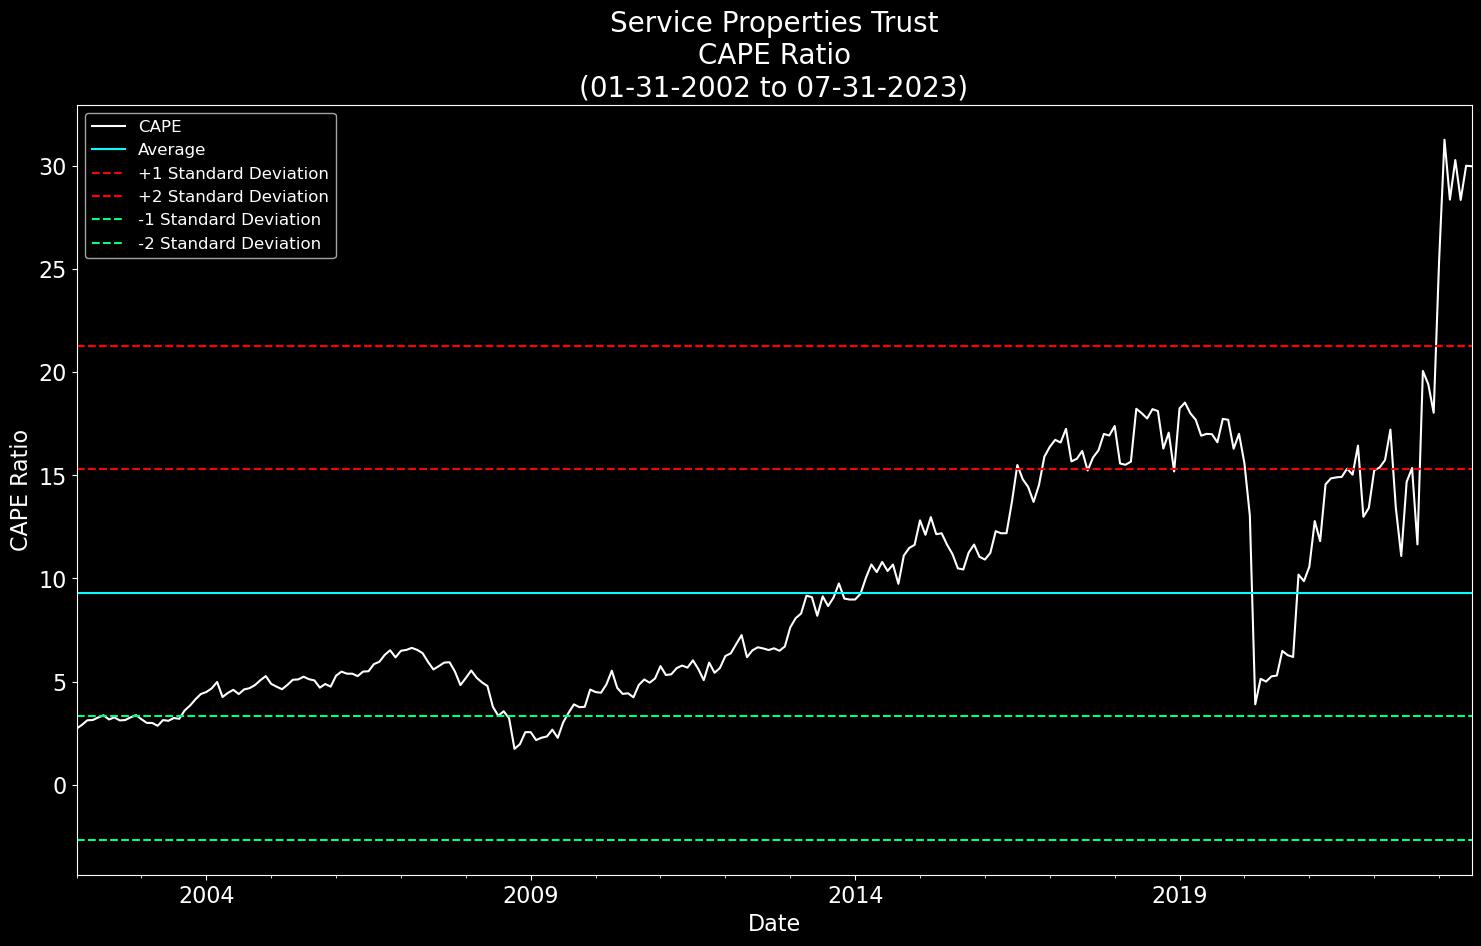 Service Properties Trust
CAPE Ratio
(01-31-2002 to 07-31-2023)
CAPE
Average
+1 Standard Deviation
+2 Standard Deviation
-1 Standard Deviation
-2 Standard Deviation
30
25
20
15
10
5
0
CAPE Ratio
2004 2009 2014 2019
Date